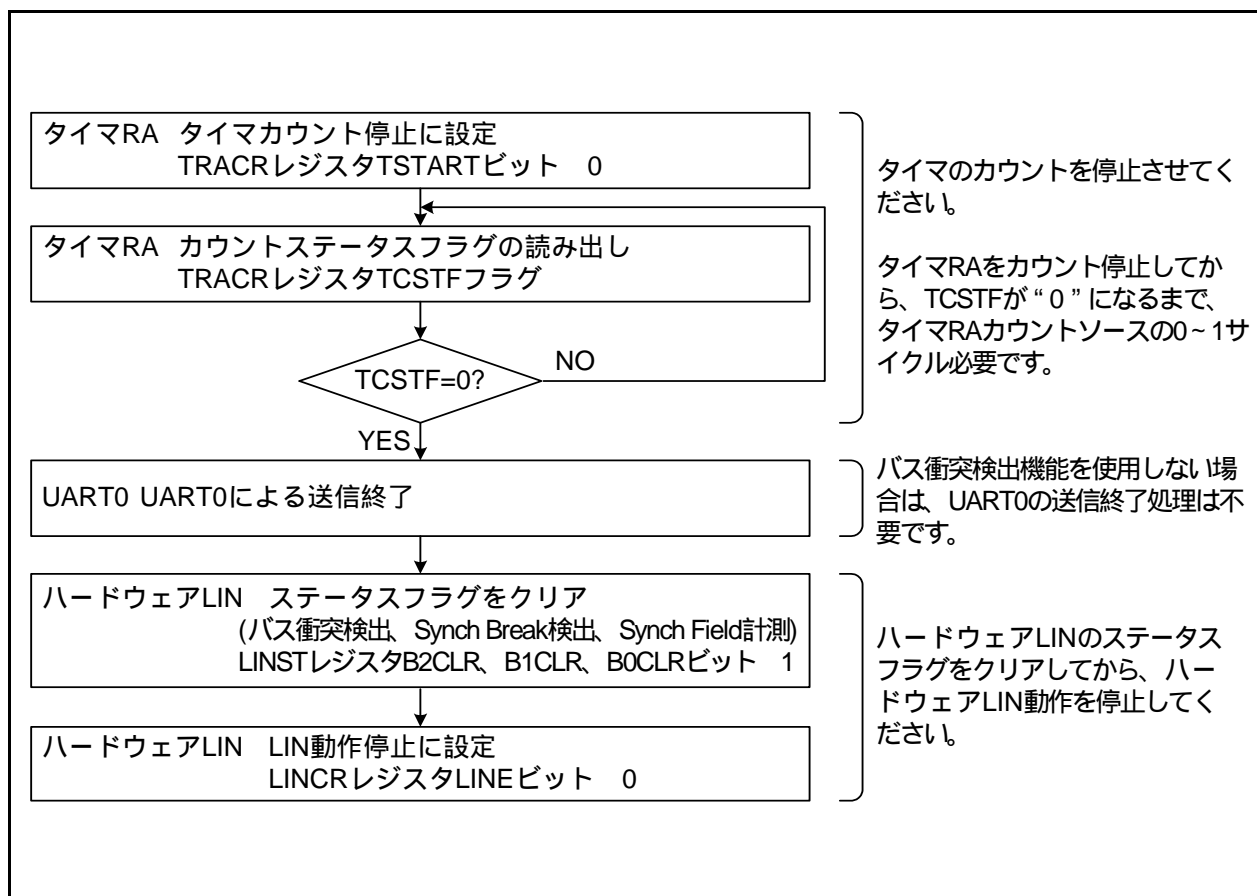 タイマRA タイマカウント停止に設定
TRACRレジスタTSTARTビット 0
タイマRA カウントステータスフラグの読み出し
TRACRレジスタTCSTFフラグ
TCSTF=0?
NO
YES
UART0 UART0による送信終了
ハードウェアLIN ステータスフラグをクリア
(バス衝突検出、Synch Break検出、Synch Field計測)
LINSTレジスタB2CLR、B1CLR、B0CLRビット 1
ハードウェアLIN LIN動作停止に設定
LINCRレジスタLINEビット 0
タイマのカウントを停止させてく
ださい。
タイマRAをカウント停止してか
ら、TCSTFが“0”になるまで、
タイマRAカウントソースの0~1サ
イクル必要です。
バス衝突検出機能を使用しない場
合は、UART0の送信終了処理は不
要です。
ハードウェアLINのステータス
フラグをクリアしてから、ハー
ドウェアLIN動作を停止してく
ださい。